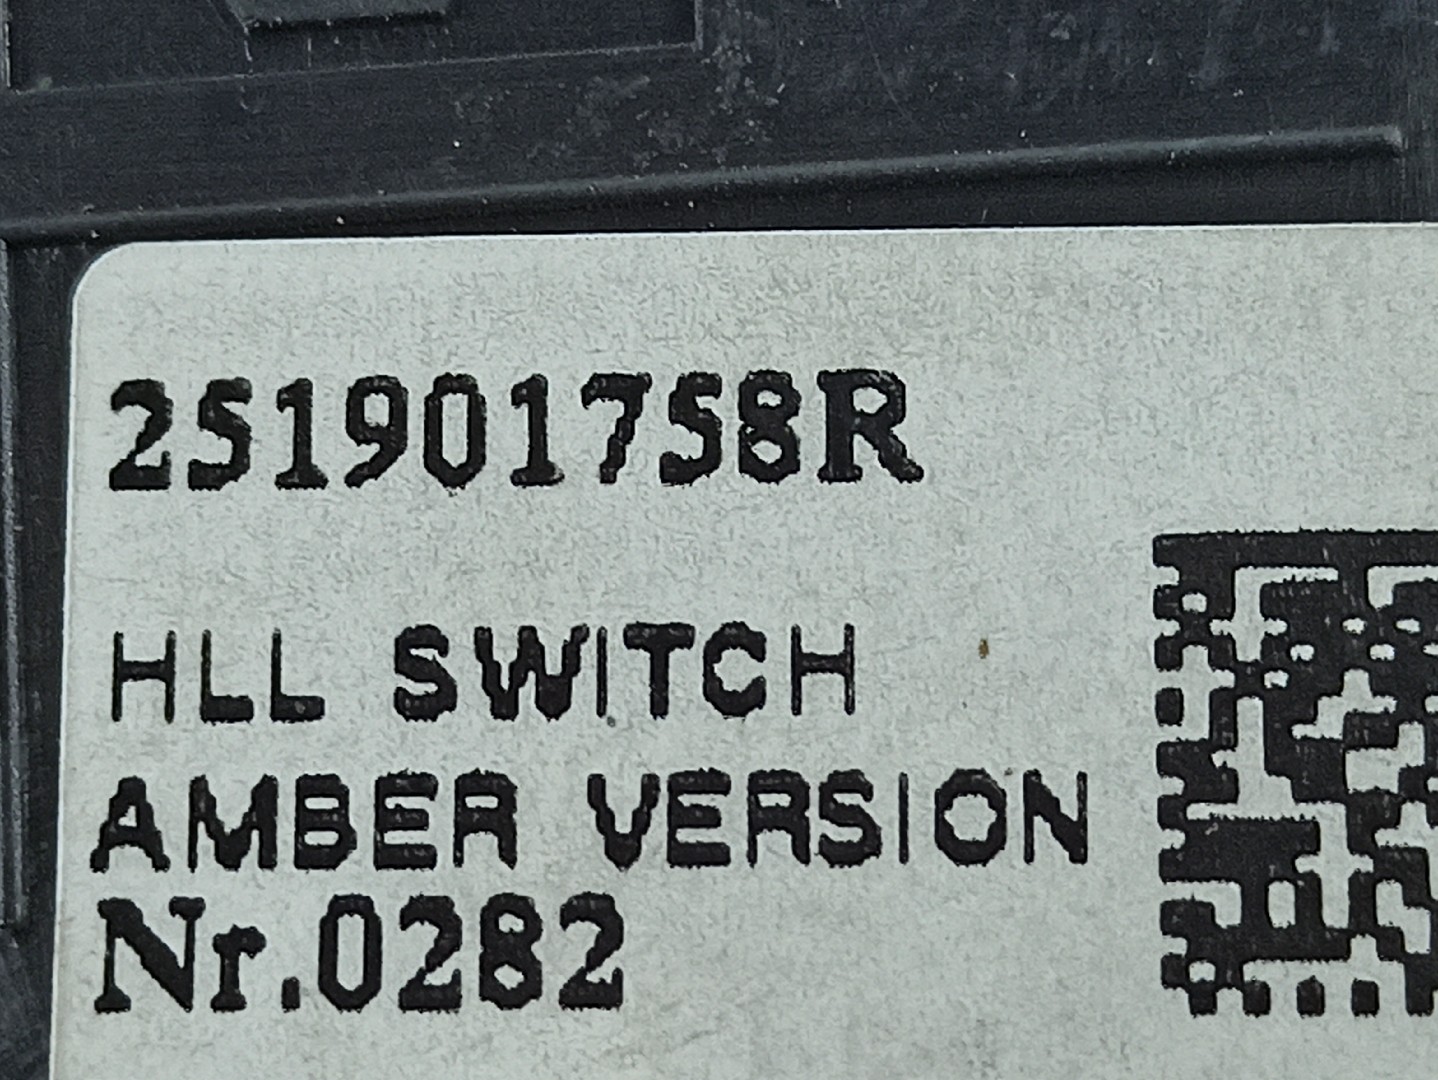 251901758R
HLL SWITCH
AMBER VERSION
Nr.0282